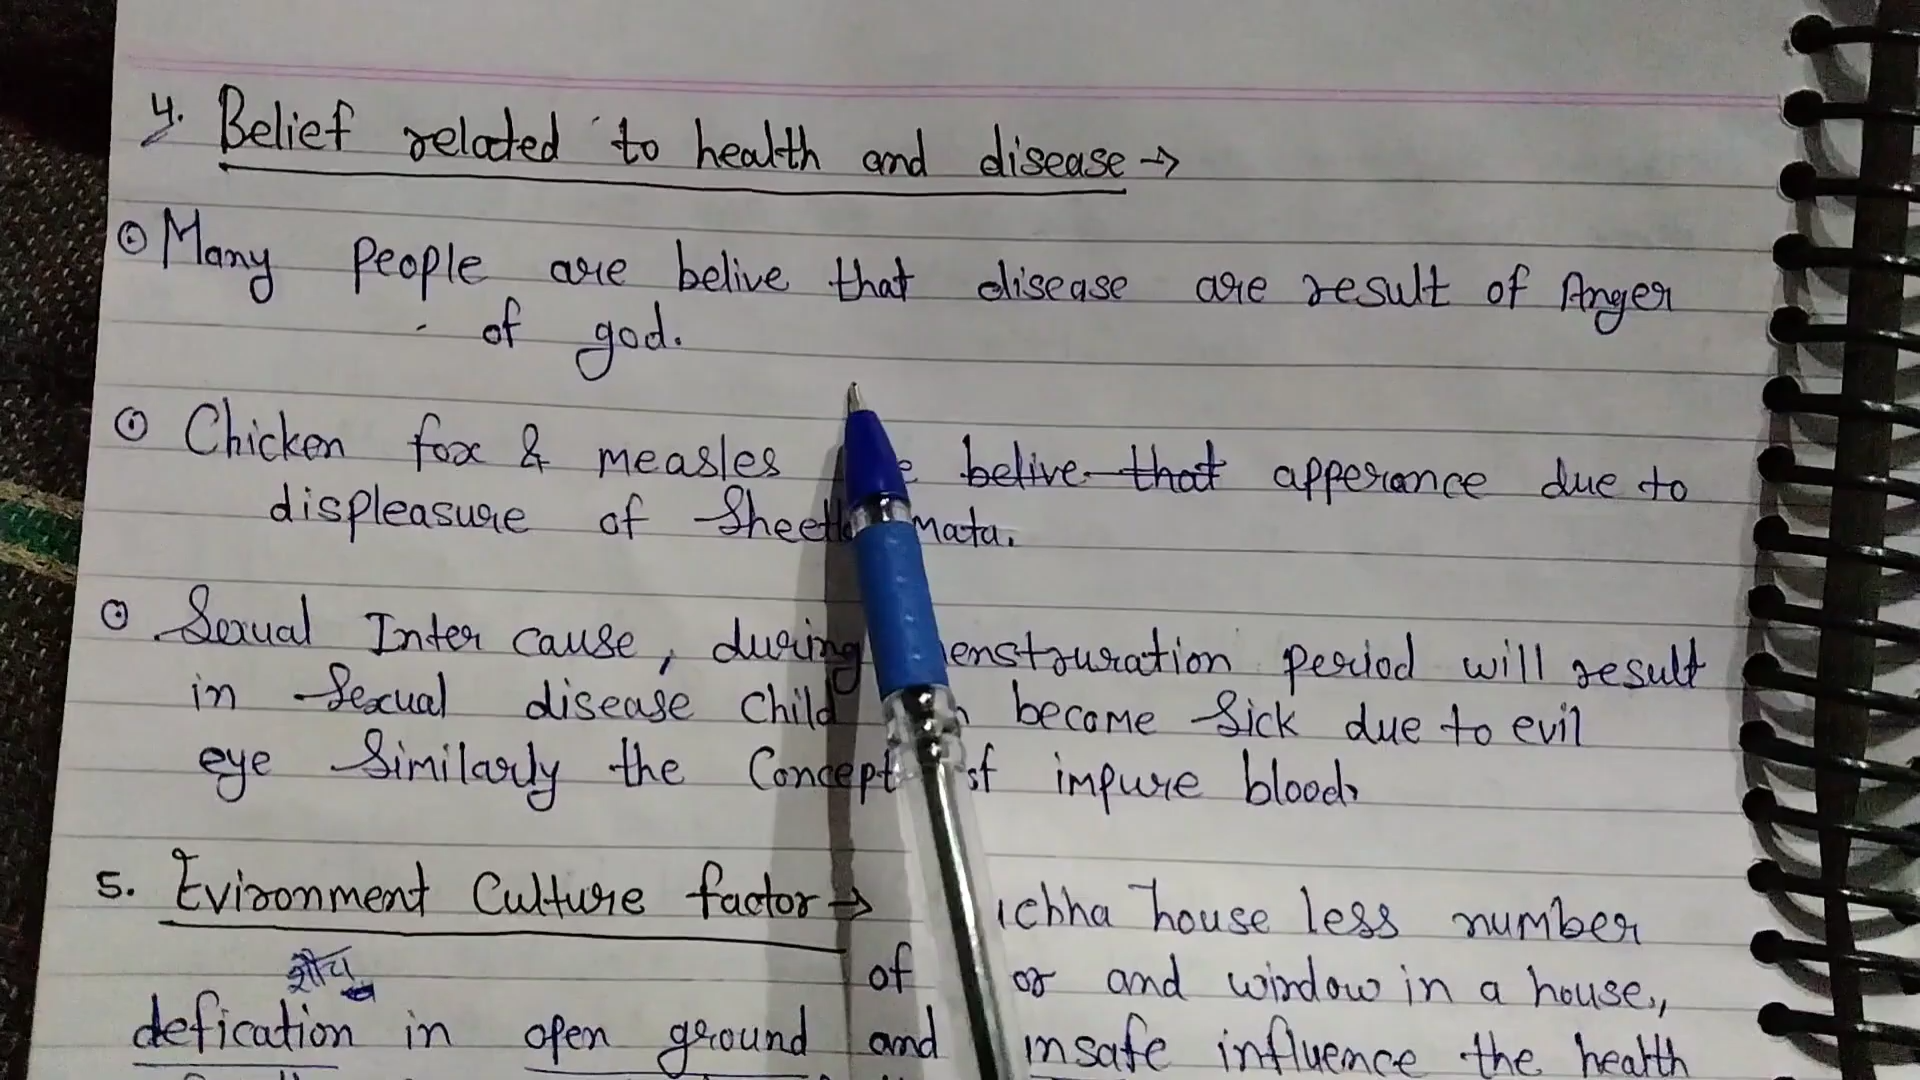 4. Belief related to health and disease →
Many People are belive that disease are result of Anger
of god.
Chicken fox & measles belive that apperance due to
displeasure of Mata.
Sexual Inter cause, during period will result
in Sexual disease child become Sick due to evil
eye Similarly the Concept of impure blood.
5. Evironment Culture factor → house less number
शौच
of and window in a house,,
defication in open ground and influence the health